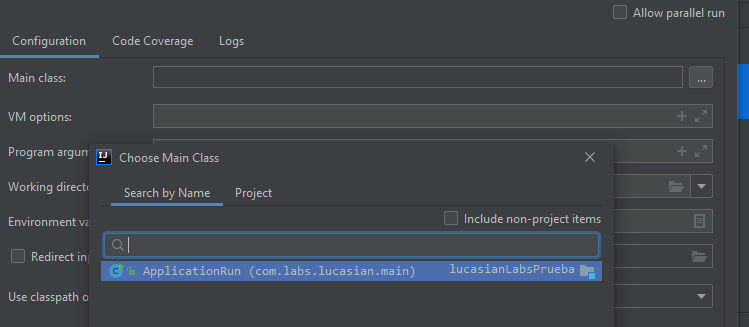 Allow parallel run
Configuration Code Coverage Logs
Main class: ...
VM options:
Program argum
Choose Main Class
Search by Name Project
Working directo
Include non-project items
Environment va
Redirect inp
ApplicationRun (com.labs.lucasian.main) lucasianLabsPrueba
Use classpath o